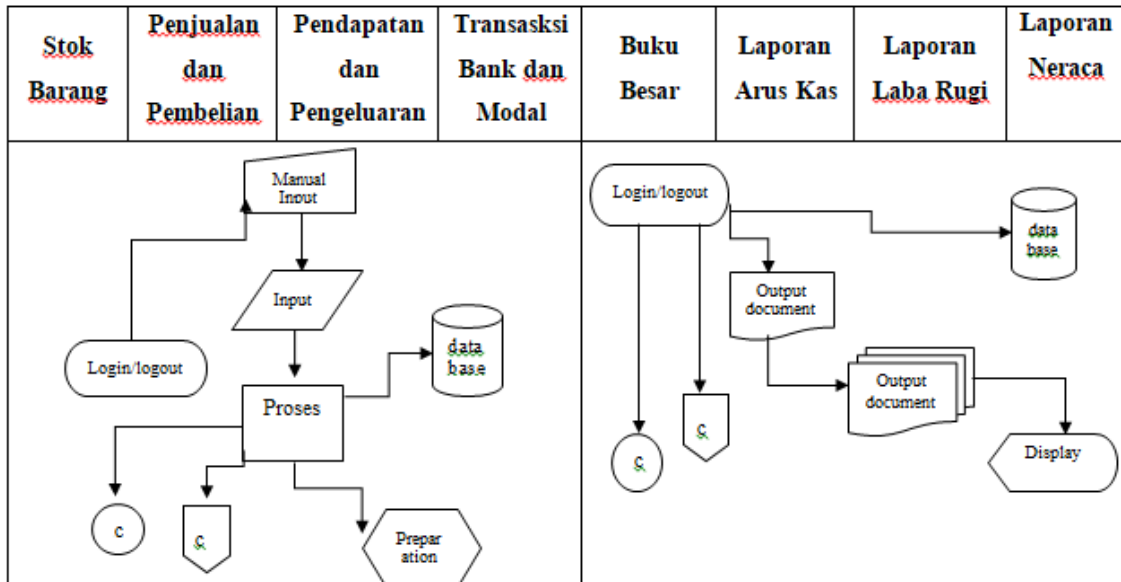 Stok
Barang
Penjualan
dan
Pembelian
Pendapatan
dan
Pengeluaran
Transasksi
Bank dan
Modal
Buku
Besar
Laporan
Arus Kas
Laporan
Laba Rugi
Laporan
Neraca
Manual
Input
Input
Login/logout
Proses
data
base
c
c
Prepar
ation
Login/logout
data
base
Output
document
Output
document
c
c
Display